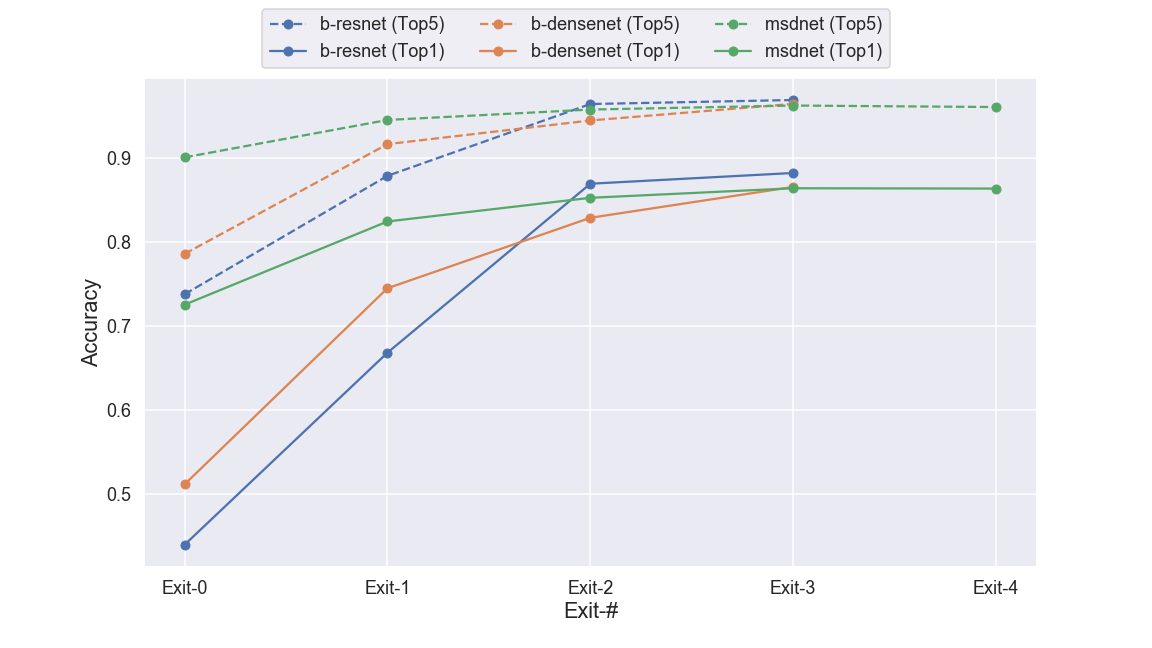 b-resnet (Top5) b-densenet (Top5) msdnet (Top5)
b-resnet (Top1) b-densenet (Top1) msdnet (Top1)
0.9
0.8
0.7
0.6
0.5
Accuracy
Exit-0 Exit-1 Exit-2 Exit-3 Exit-4
Exit-#